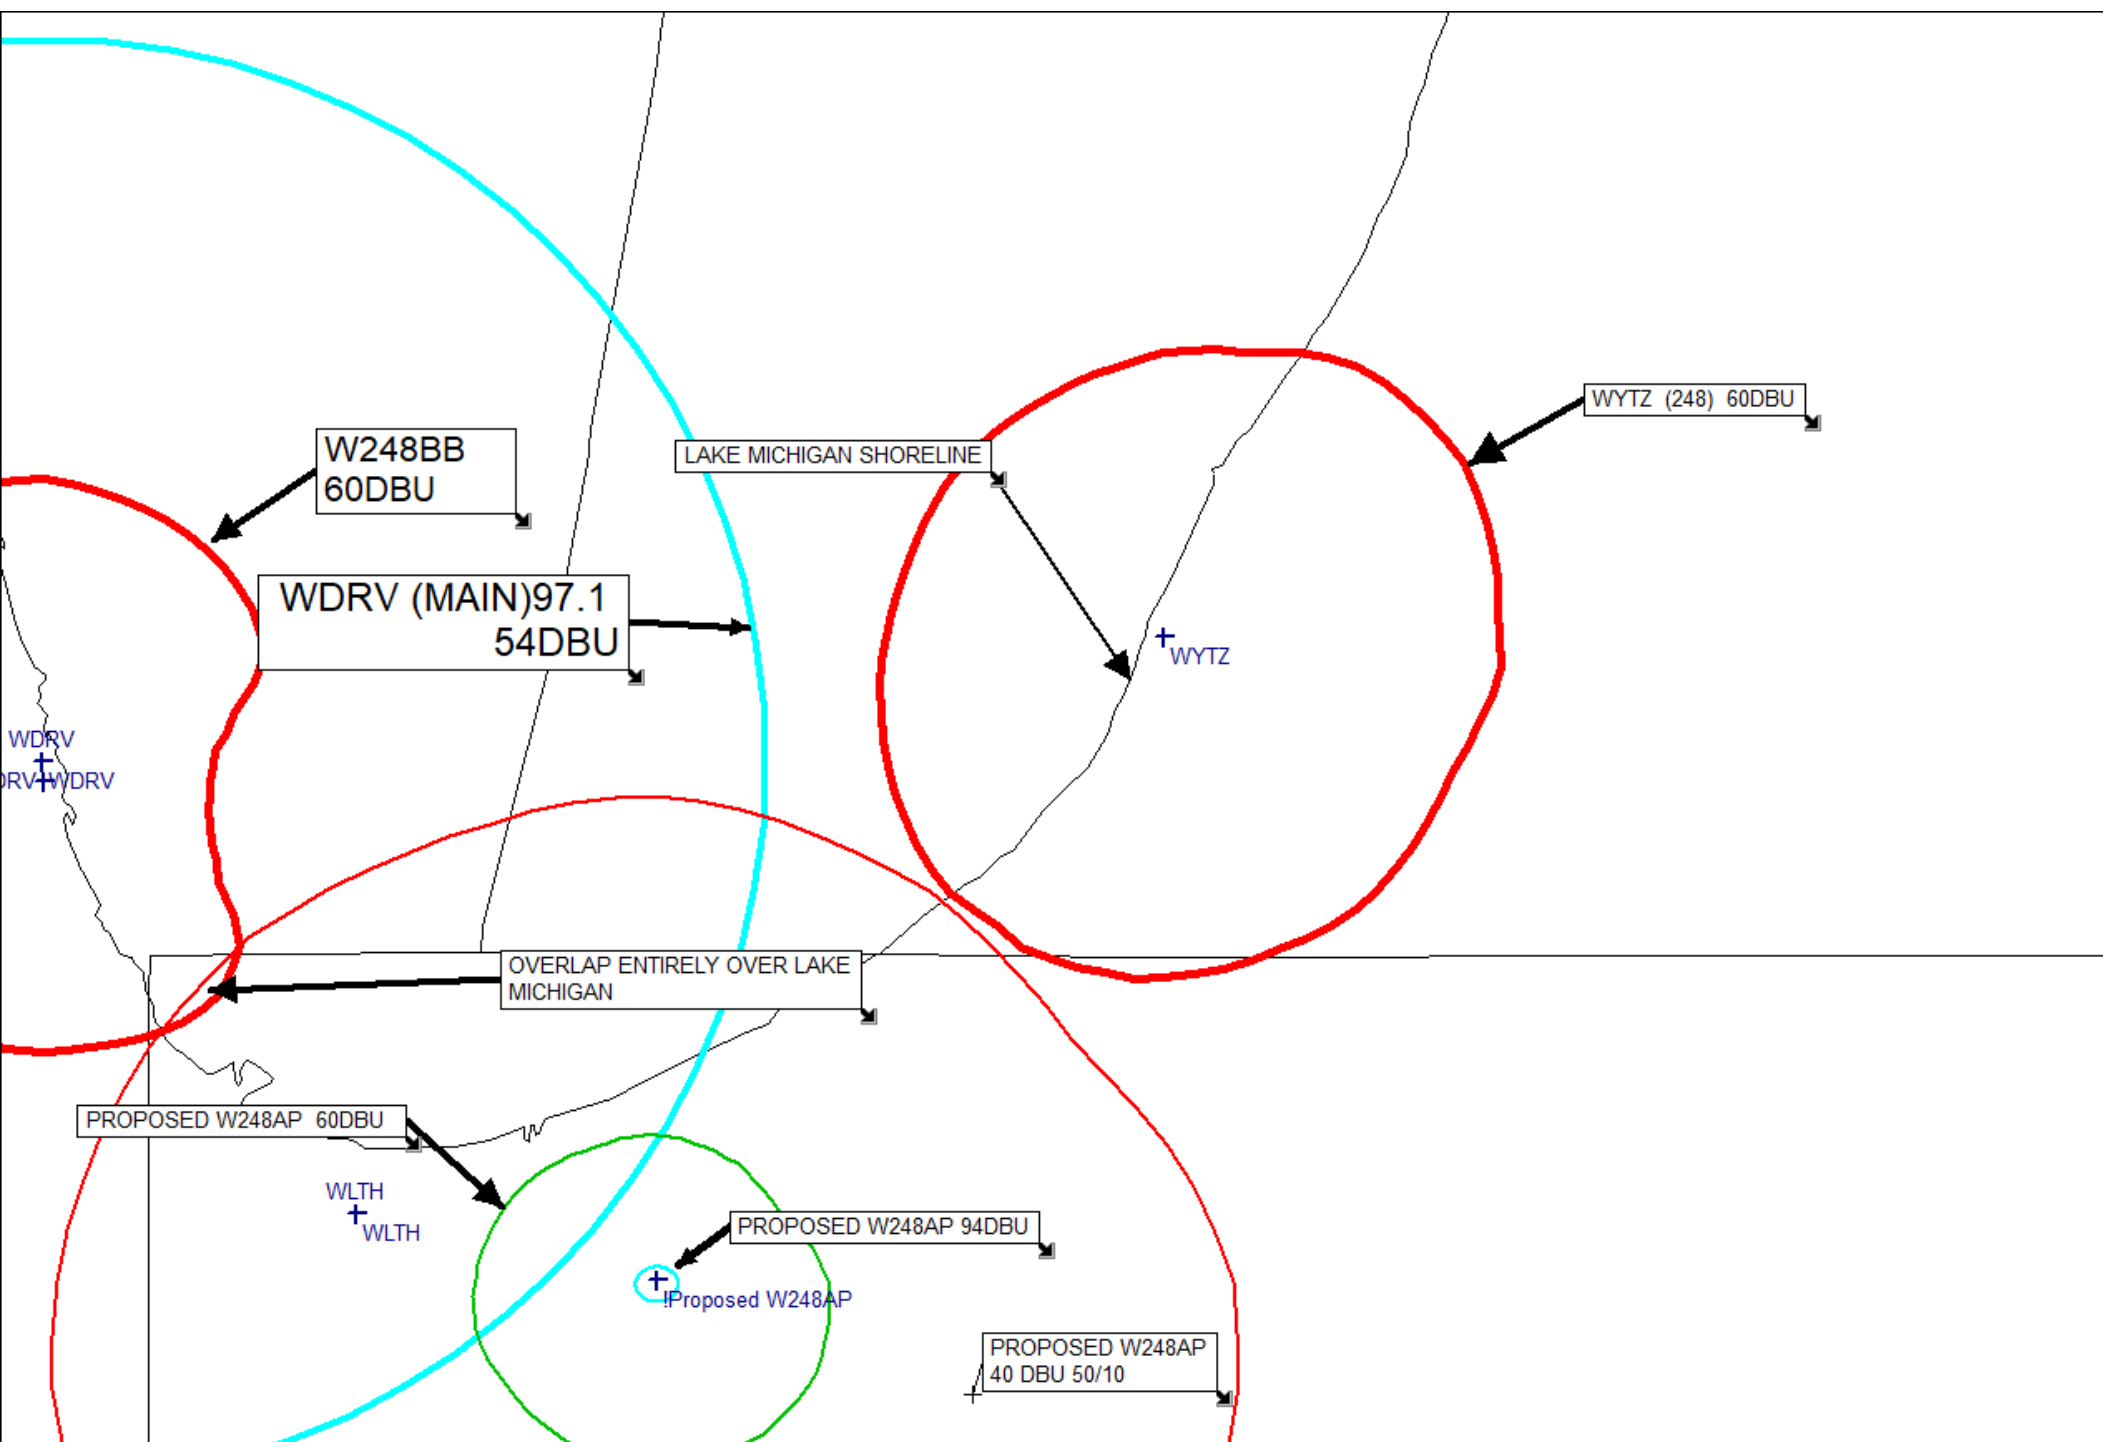 WYTZ (248) 60DBU
LAKE MICHIGAN SHORELINE
W248BB
60DBU
WDRV (MAIN)97.1
54DBU
WYTZ
WDRV
DRV WDRV
OVERLAP ENTIRELY OVER LAKE
MICHIGAN
PROPOSED W248AP 60DBU
WLTH
WLTH
PROPOSED W248AP 94DBU
!Proposed W248AP
PROPOSED W248AP
40 DBU 50/10